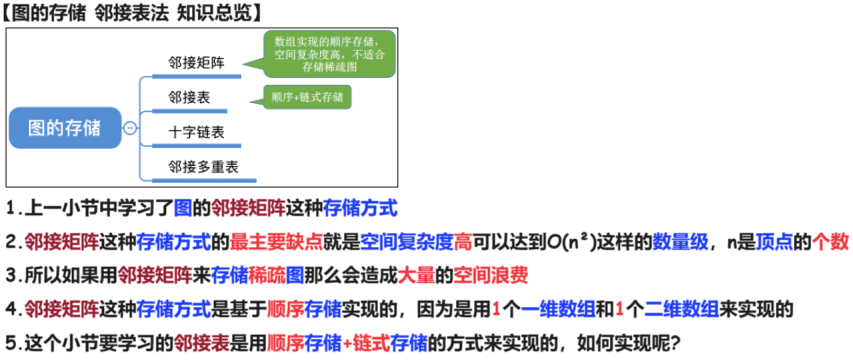 【图的存储 邻接表法 知识总览】
数组实现的顺序存储，
空间复杂度高，不适合
存储稀疏图
邻接矩阵
邻接表
顺序+链式存储
图的存储
十字链表
邻接多重表
1.上一小节中学习了图的邻接矩阵这种存储方式
2.邻接矩阵这种存储方式的最主要缺点就是空间复杂度高可以达到O(n²)这样的数量级，n是顶点的个数
3.所以如果用邻接矩阵来存储稀疏图那么会造成大量的空间浪费
4.邻接矩阵这种存储方式是基于顺序存储实现的，因为是用1个一维数组和1个二维数组来实现的
5.这个小节要学习的邻接表是用顺序存储+链式存储的方式来实现的，如何实现呢?